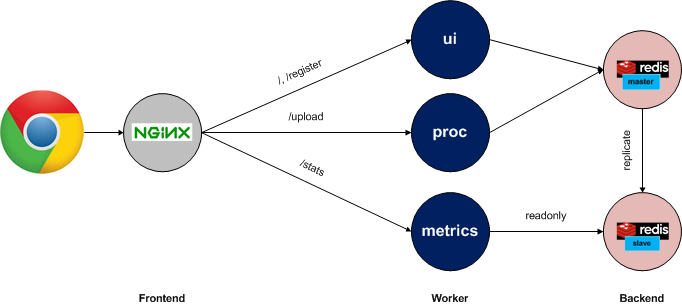 ui
/, /register
redis
master
NGiNX
/upload
proc
replicate
/stats
metrics
readonly
redis
slave
Frontend
Worker
Backend